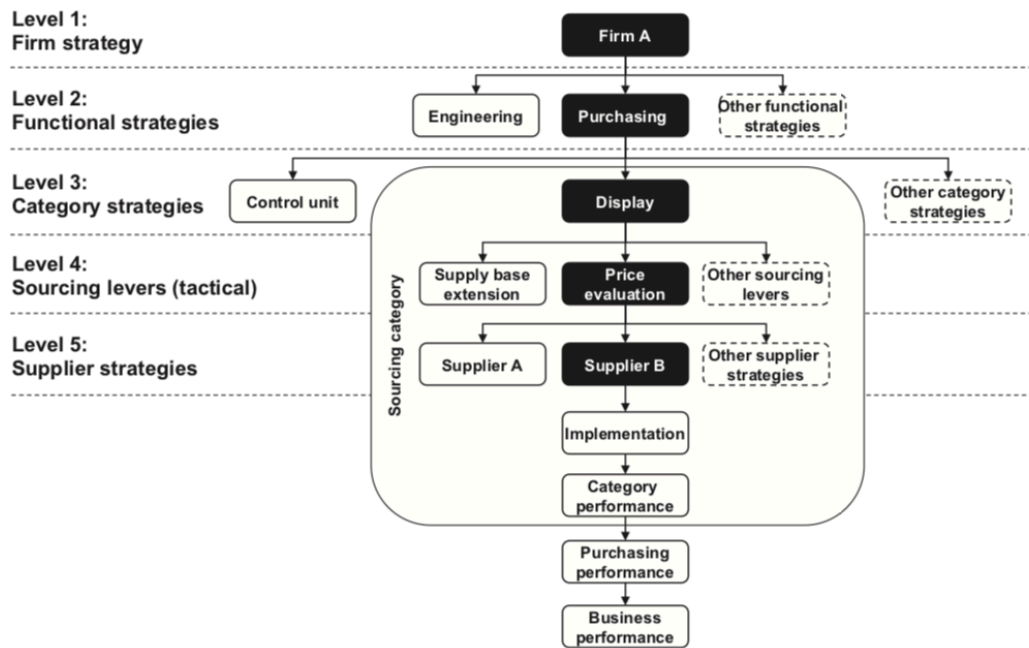 Level 1:
Firm strategy
Firm A
Level 2:
Functional strategies
Engineering
Purchasing
Other functional
strategies
Level 3:
Category strategies
Control unit
Display
Other category
strategies
Level 4:
Sourcing levers (tactical)
Supply base
extension
Price
evaluation
Other sourcing
levers
Level 5:
Supplier strategies
Supplier A
Supplier B
Other supplier
strategies
Sourcing category
Implementation
Category
performance
Purchasing
performance
Business
performance